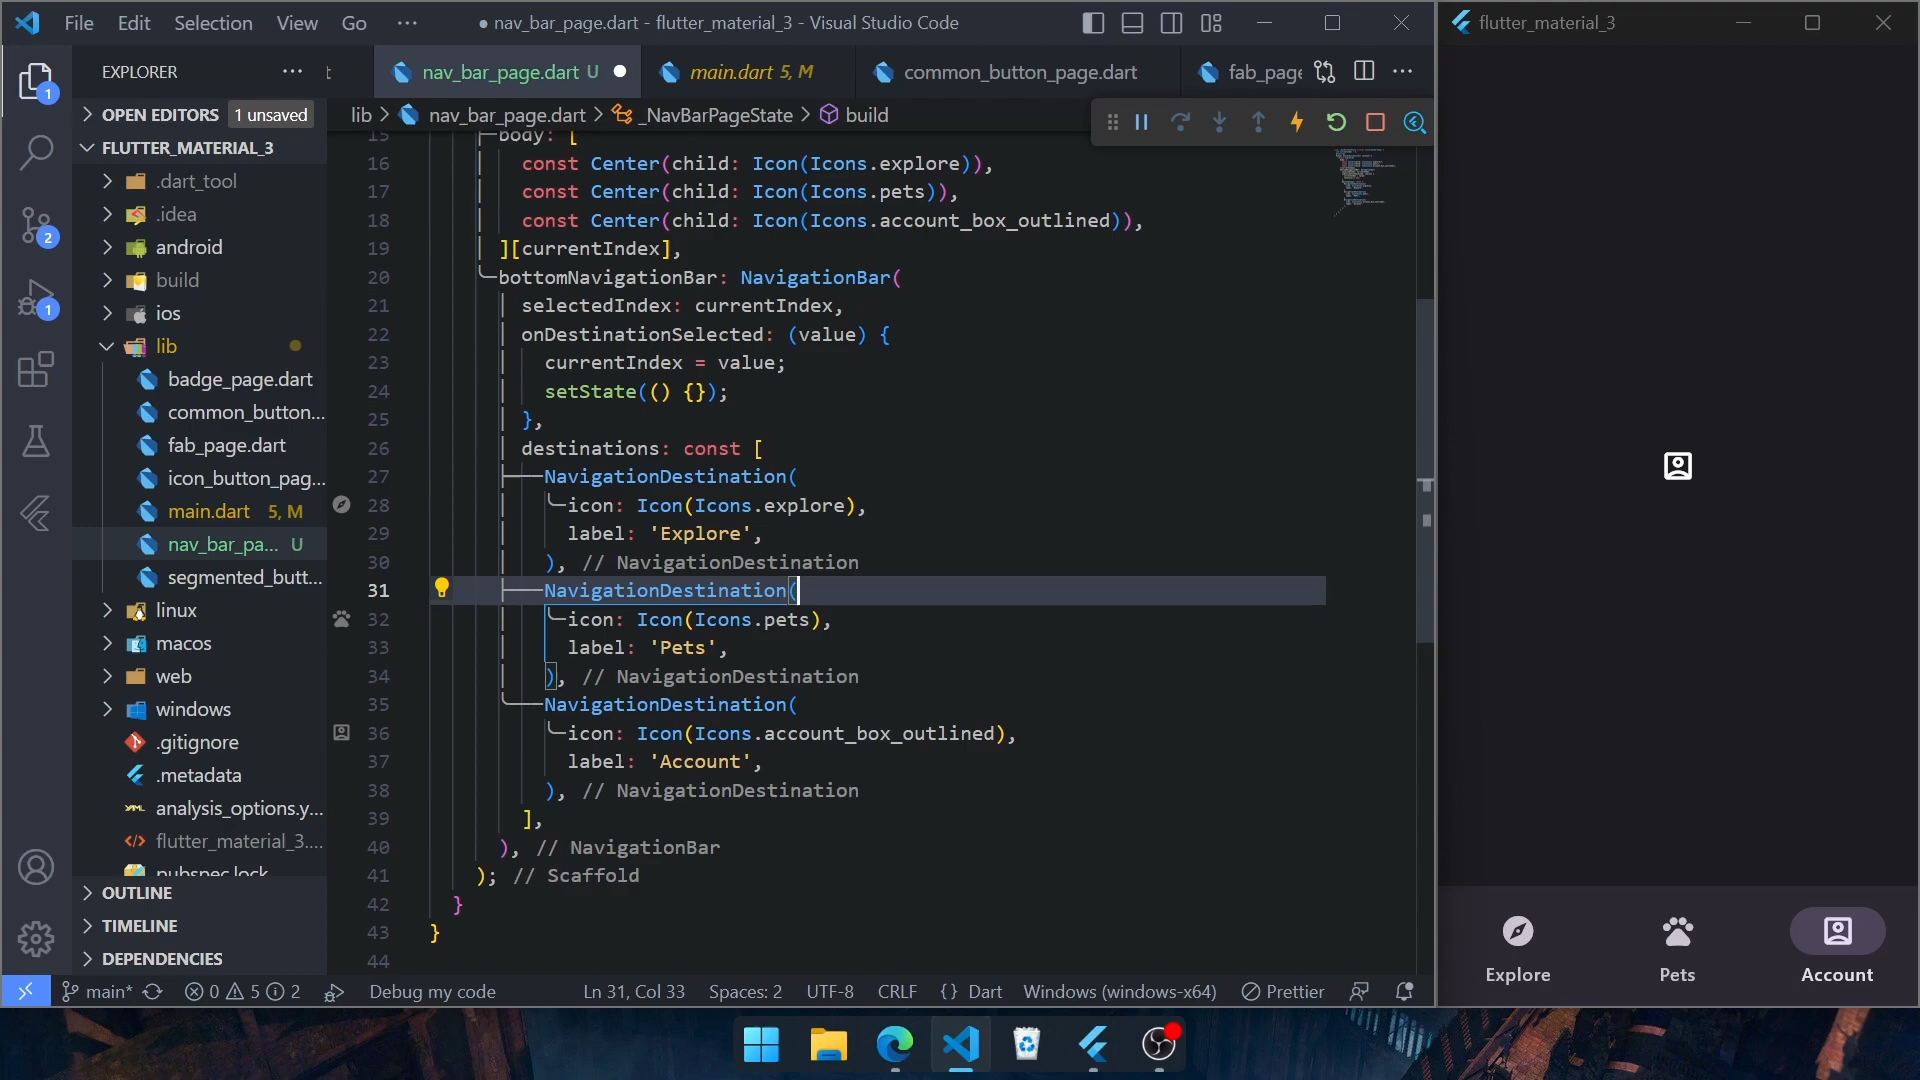 File Edit Selection View Go ··· ● nav_bar_page.dart - flutter_material_3 - Visual Studio Code
flutter_material_3
EXPLORER ···
nav_bar_page.dart U ●
main.dart 5, M
common_button_page.dart
fab_page
OPEN EDITORS 1 unsaved
FLUTTER_MATERIAL_3
.dart_tool
.idea
android
build
ios
lib
badge_page.dart
common_button...
fab_page.dart
icon_button_pag...
main.dart 5, M
nav_bar_pa... U
segmented_butt...
linux
macos
web
windows
.gitignore
.metadata
analysis_options.y...
flutter_material_3....
pubspec.lock
OUTLINE
TIMELINE
DEPENDENCIES
1
2
1
lib > nav_bar_page.dart > _NavBarPageState > build
15 body: [
16 const Center(child: Icon(Icons.explore)),
17 const Center(child: Icon(Icons.pets)),
18 const Center(child: Icon(Icons.account_box_outlined)),
19 ][currentIndex],
20 bottomNavigationBar: NavigationBar(
21 selectedIndex: currentIndex,
22 onDestinationSelected: (value) {
23 currentIndex = value;
24 setState(() {});
25 },
26 destinations: const [
27 NavigationDestination(
28 icon: Icon(Icons.explore),
29 label: 'Explore',
30 ), // NavigationDestination
31 NavigationDestination(
32 icon: Icon(Icons.pets),
33 label: 'Pets',
34 ), // NavigationDestination
35 NavigationDestination(
36 icon: Icon(Icons.account_box_outlined),
37 label: 'Account',
38 ), // NavigationDestination
39 ],
40 ), // NavigationBar
41 ); // Scaffold
42 }
43 }
44
Explore
Pets
Account
main* 0 5 2 Debug my code Ln 31, Col 33 Spaces: 2 UTF-8 CRLF {} Dart Windows (windows-x64) Prettier